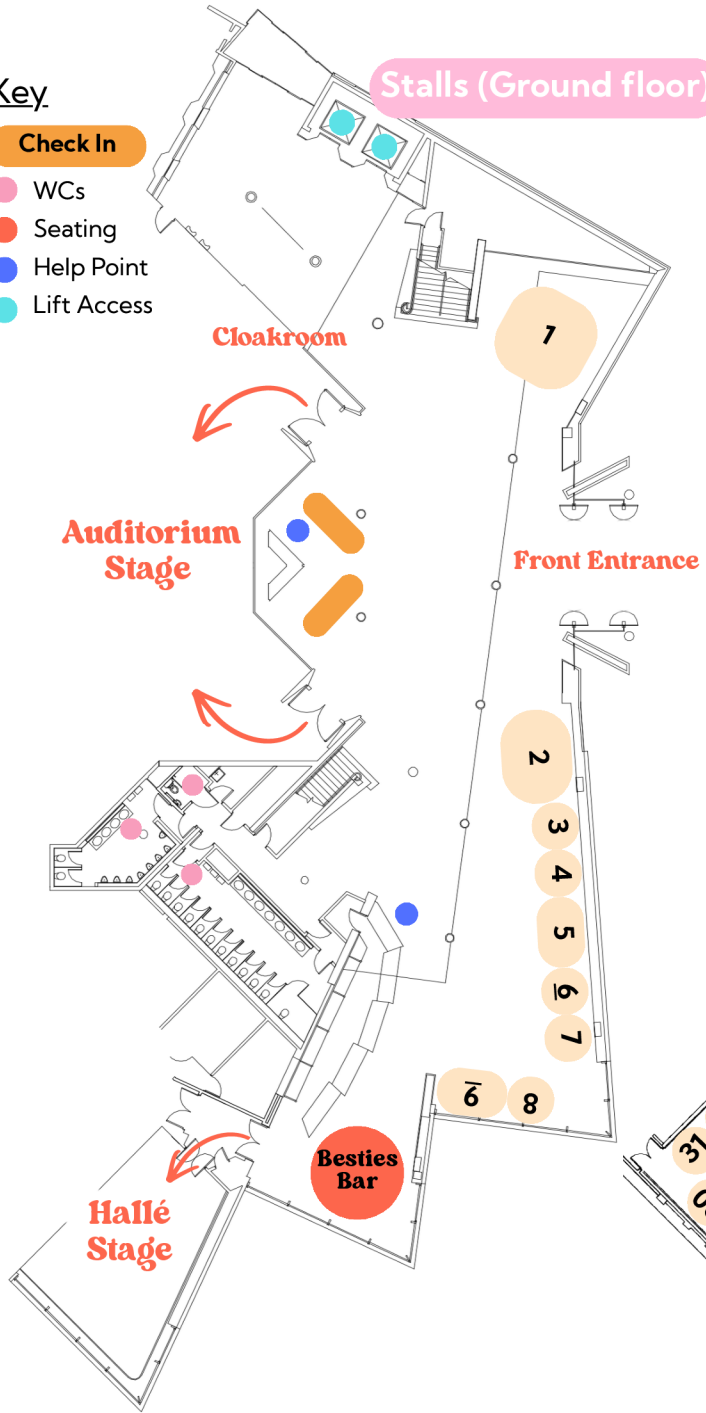 Key
Check In
WCs
Seating
Help Point
Lift Access
Stalls (Ground floor)
Cloakroom
1
Auditorium
Stage
Front Entrance
2
3
4
5
6
7
8
9
Besties
Bar
Hallé
Stage
31